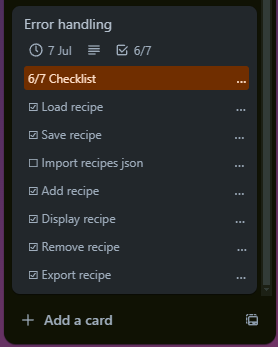 Error handling
7 Jul 6/7
6/7 Checklist ...
Load recipe ...
Save recipe ...
Import recipes json ...
Add recipe ...
Display recipe ...
Remove recipe ...
Export recipe ...
+ Add a card